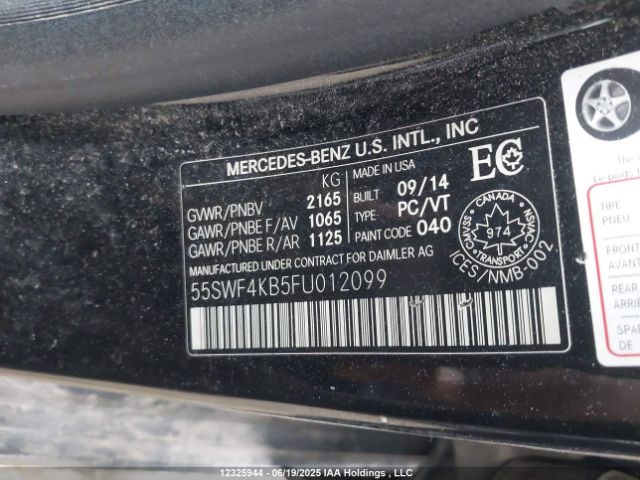 MERCEDES-BENZ U.S. INTL., INC
KG
MADE IN USA
EC
GVWR/PNBV 2165
BUILT 09/14
GAWR/PNBE F/AV 1065
TYPE PC/VT
GAWR/PNBE R/AR 1125
PAINT CODE 040
MANUFACTURED UNDER CONTRACT FOR DAIMLER AG
CANADA
974
TRANSPORT
ICES/NMB-002
55SWF4KB5FU012099
TIRE
PNEU
FRONT
AVANT
REAR
SPAR
DE
12325944 06/19/2025 IAA Holdings , LLC